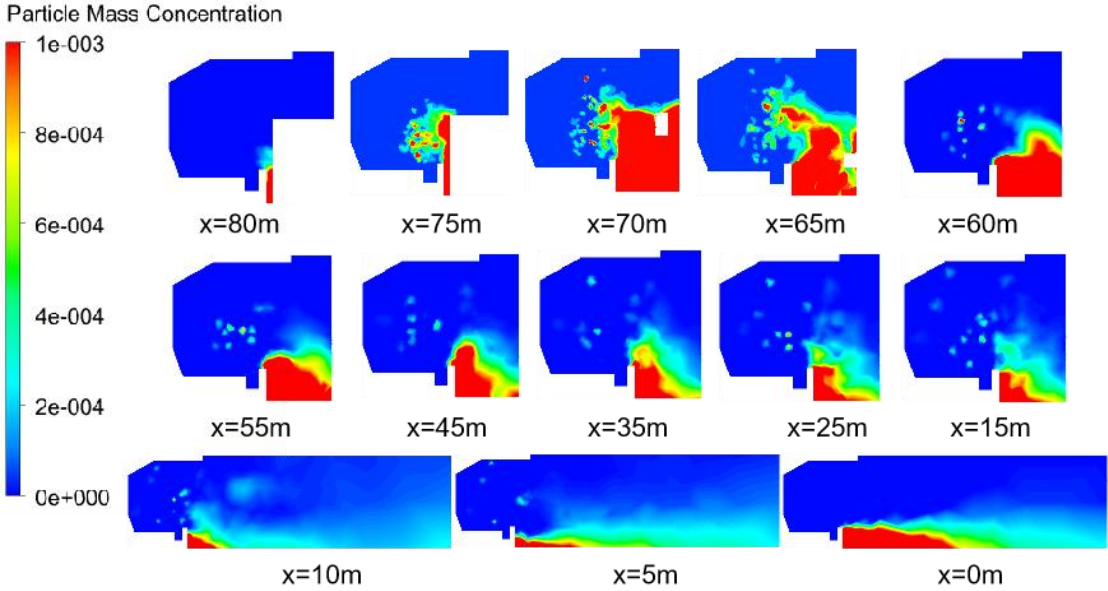 Particle Mass Concentration
1e-003
8e-004
6e-004
4e-004
2e-004
0e+000
x=80m
x=75m
x=70m
x=65m
x=60m
x=55m
x=45m
x=35m
x=25m
x=15m
x=10m
x=5m
x=0m